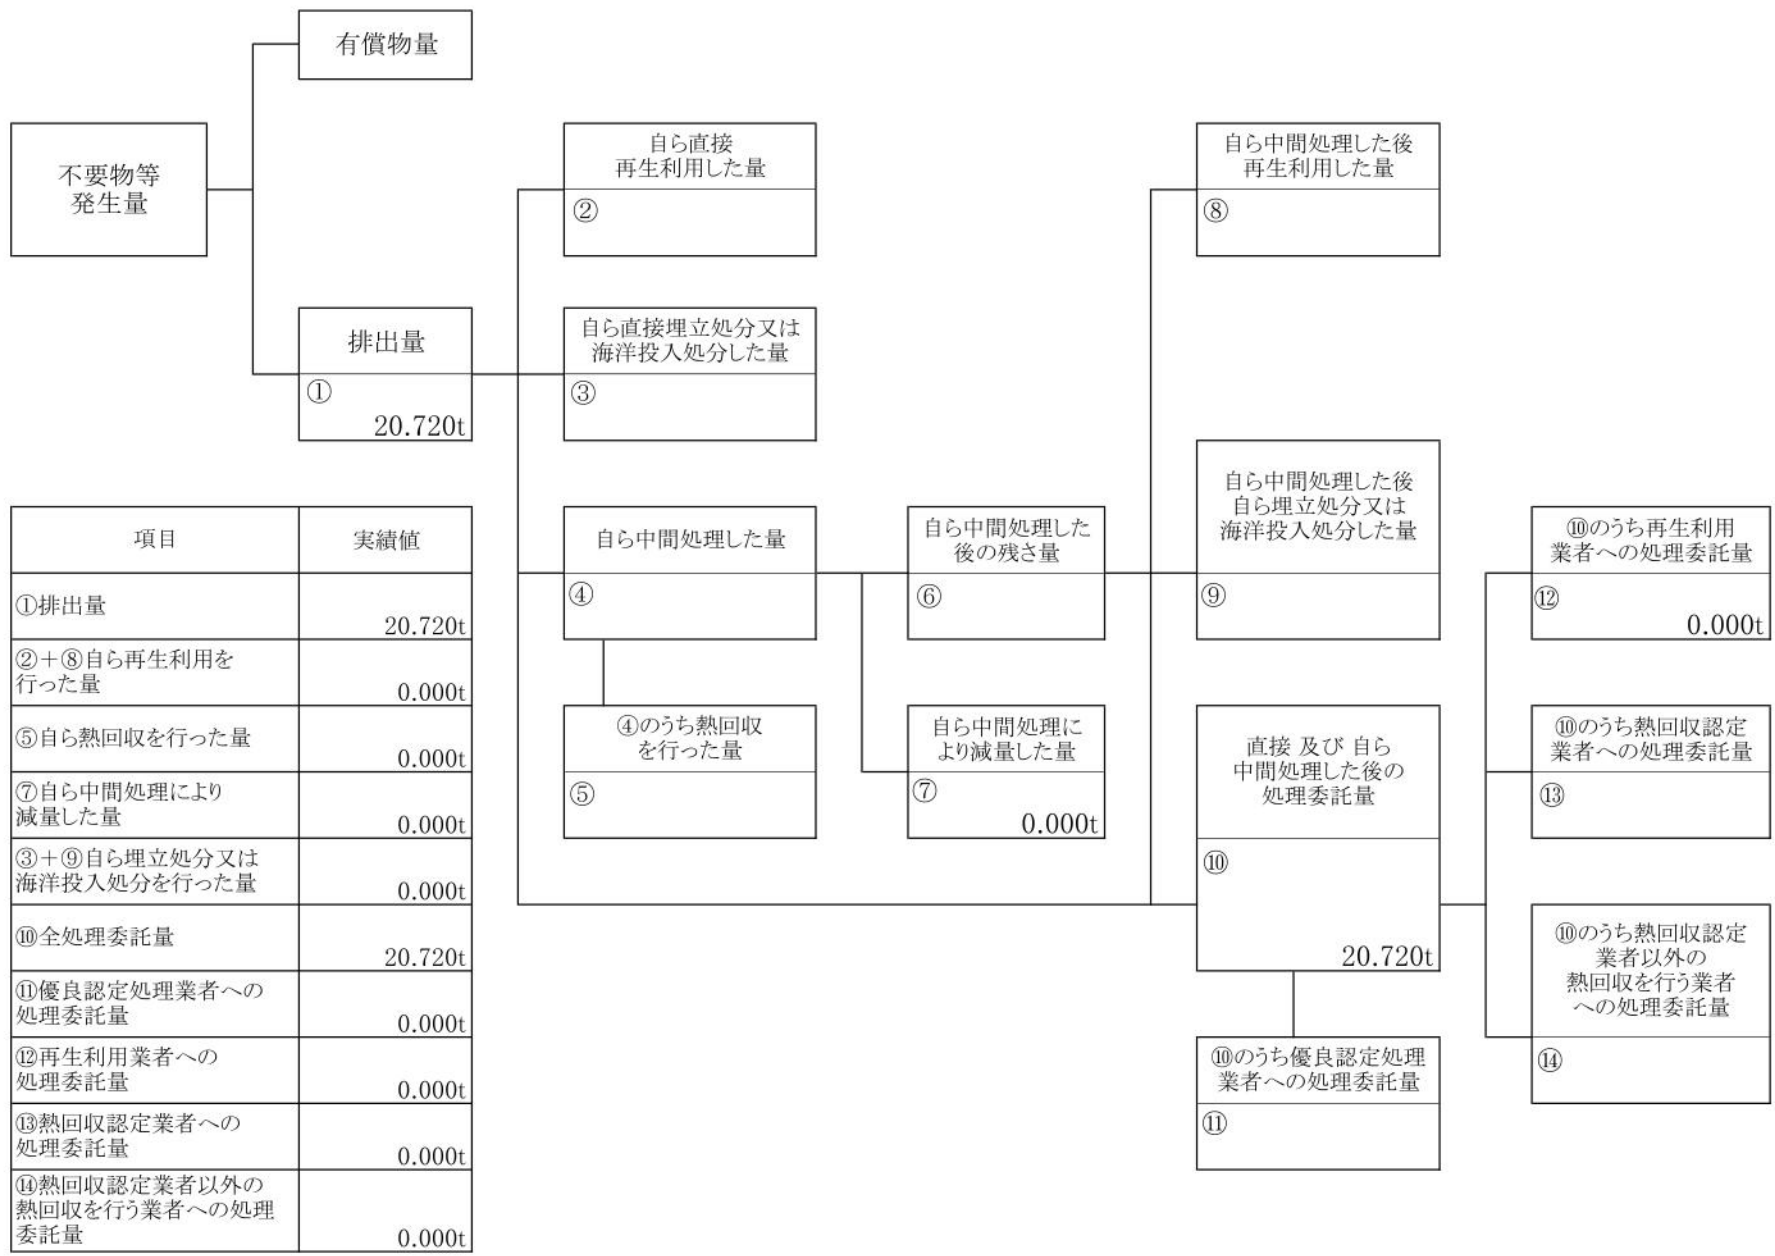 有償物量
不要物等
発生量
排出量
①
20.720t
自ら直接
再生利用した量
②
自ら直接埋立処分又は
海洋投入処分した量
③
自ら中間処理した量
④
④のうち熱回収
を行った量
⑤
自ら中間処理した
後の残さ量
⑥
自ら中間処理に
より減量した量
⑦
0.000t
自ら中間処理した後
再生利用した量
⑧
自ら中間処理した後
自ら埋立処分又は
海洋投入処分した量
⑨
直接 及び 自ら
中間処理した後の
処理委託量
⑩
20.720t
⑩のうち優良認定処理
業者への処理委託量
⑪
⑩のうち再生利用
業者への処理委託量
⑫
0.000t
⑩のうち熱回収認定
業者への処理委託量
⑬
⑩のうち熱回収認定
業者以外の
熱回収を行う業者
への処理委託量
⑭
項目
実績値
①排出量
20.720t
②+⑧自ら再生利用を
行った量
0.000t
⑤自ら熱回収を行った量
0.000t
⑦自ら中間処理により
減量した量
0.000t
③+⑨自ら埋立処分又は
海洋投入処分を行った量
0.000t
⑩全処理委託量
20.720t
⑪優良認定処理業者への
処理委託量
0.000t
⑫再生利用業者への
処理委託量
0.000t
⑬熱回収認定業者への
処理委託量
0.000t
⑭熱回収認定業者以外の
熱回収を行う業者への処理
委託量
0.000t